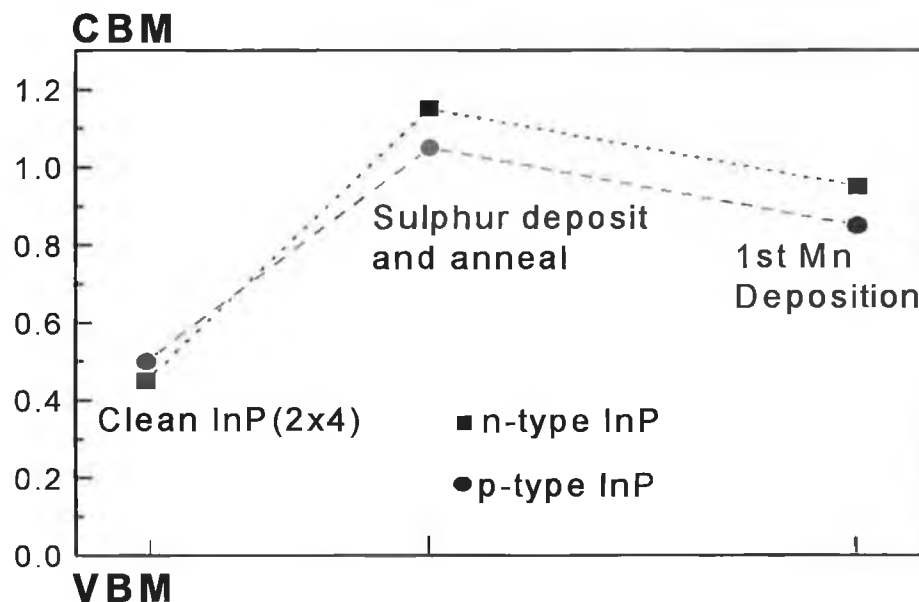 CBM
1.2
1.0
0.8
0.6
0.4
0.2
0.0
Sulphur deposit
and anneal
1st Mn
Deposition
Clean InP(2x4)
n-type InP
p-type InP
VBM